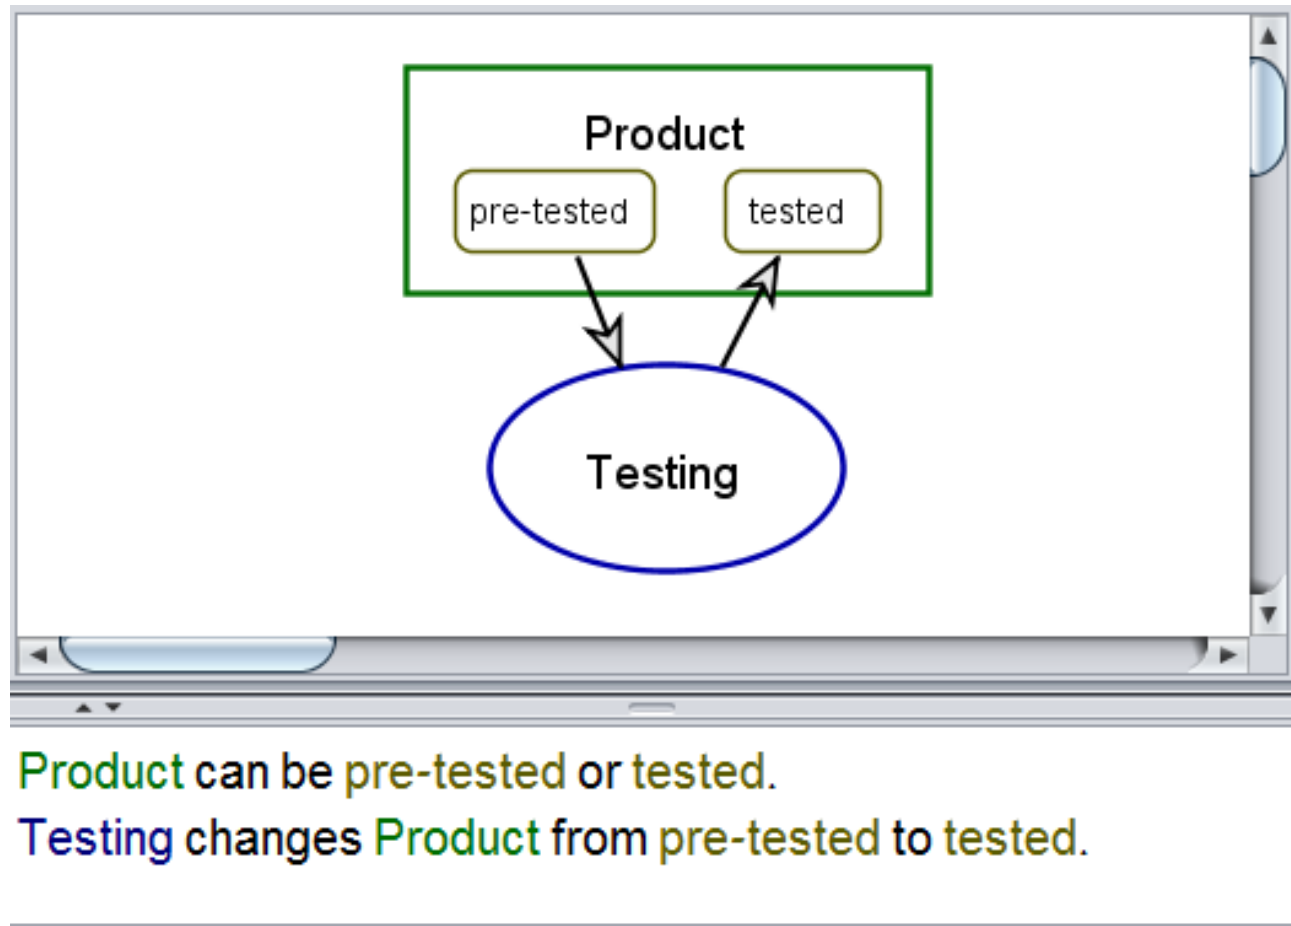 Product
pre-tested tested
Testing
Product can be pre-tested or tested.
Testing changes Product from pre-tested to tested.